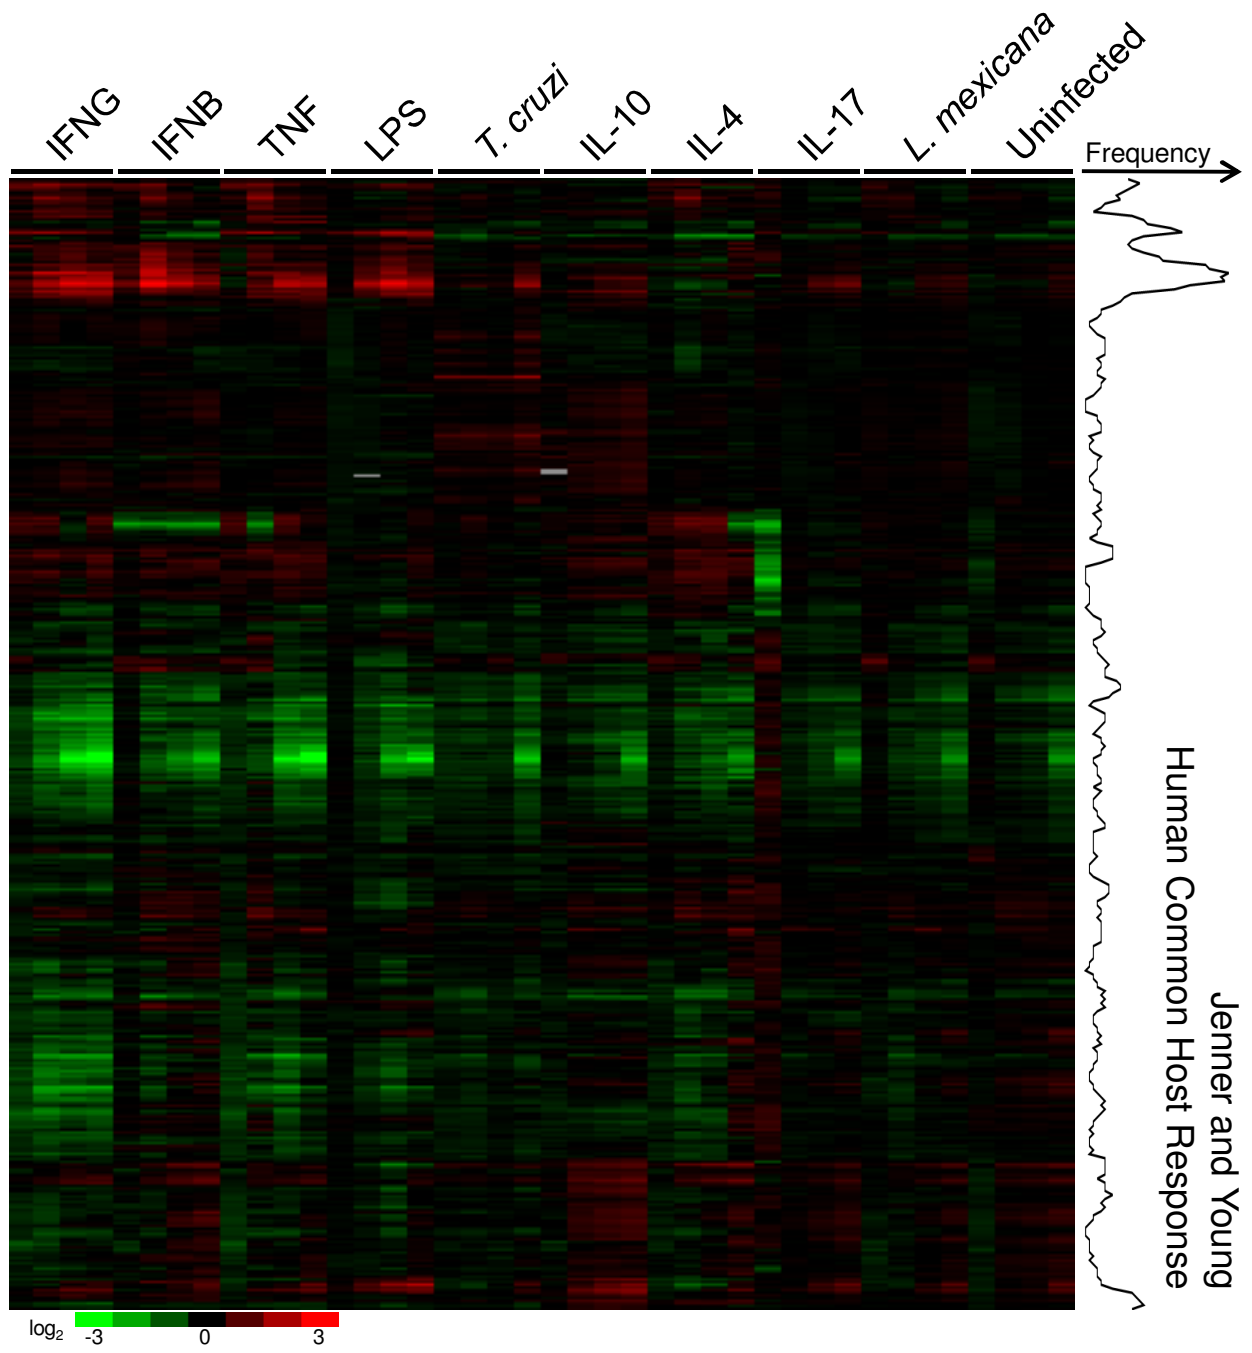 IFNG
IFNB
TNF
LPS
T. cruzi
IL-10
IL-4
IL-17
L. mexicana
Uninfected
Frequency
Jenner and Young
Human Common Host Response
log2
-3
0
3